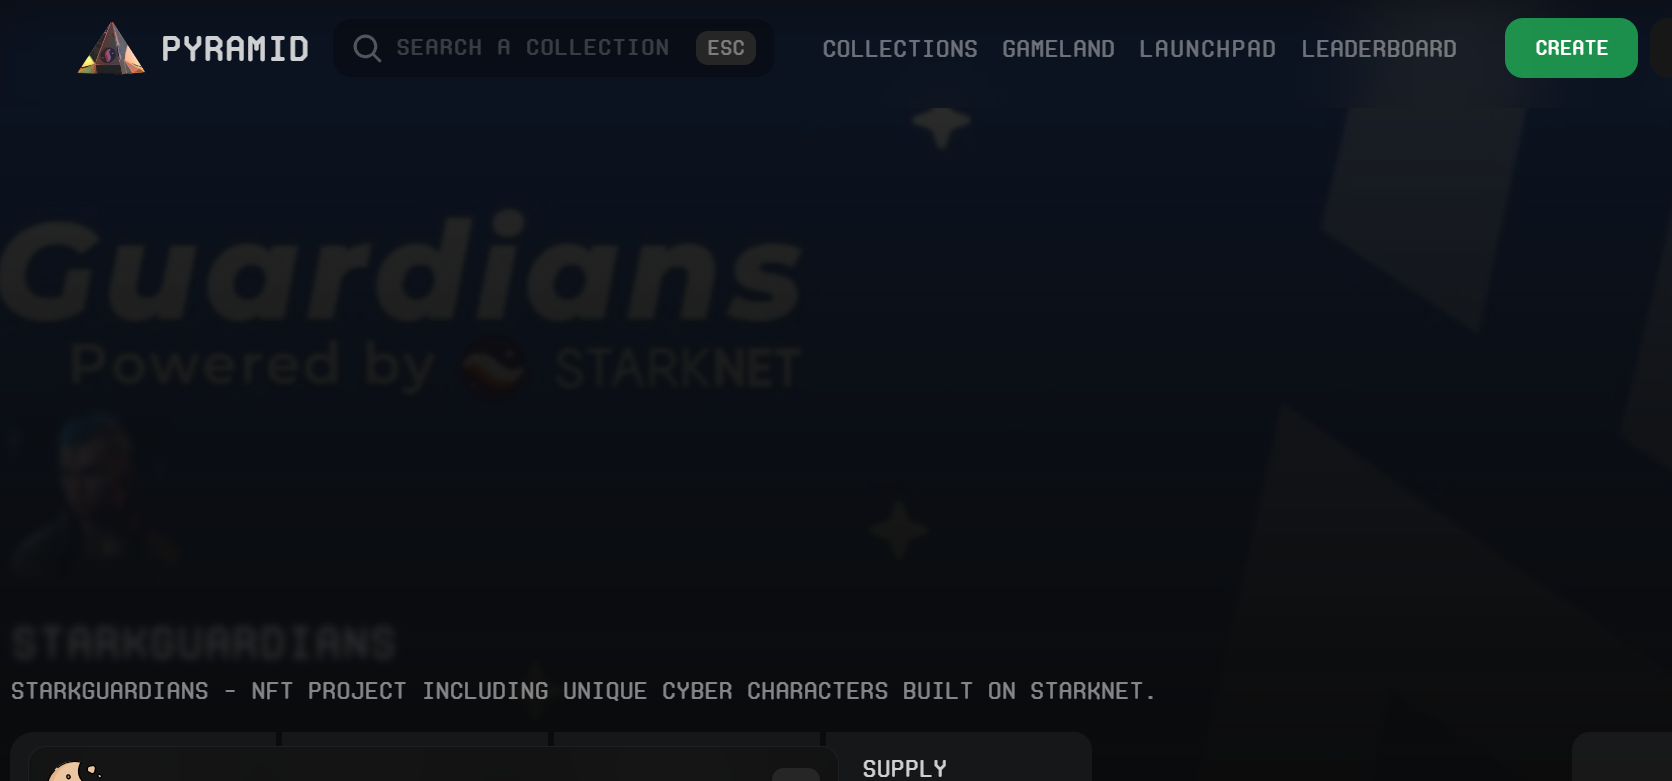 PYRAMID
SEARCH A COLLECTION
ESC
COLLECTIONS GAMELAND LAUNCHPAD LEADERBOARD
CREATE
Guardians
Powered by STARKNET
STARKGUARDIANS
STARKGUARDIANS - NFT PROJECT INCLUDING UNIQUE CYBER CHARACTERS BUILT ON STARKNET.
SUPPLY